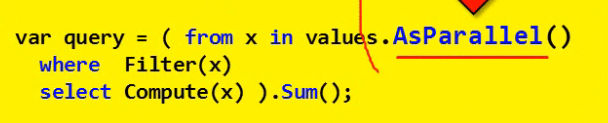 var query = ( from x in values.AsParallel()
where Filter(x)
select Compute(x) ).Sum();